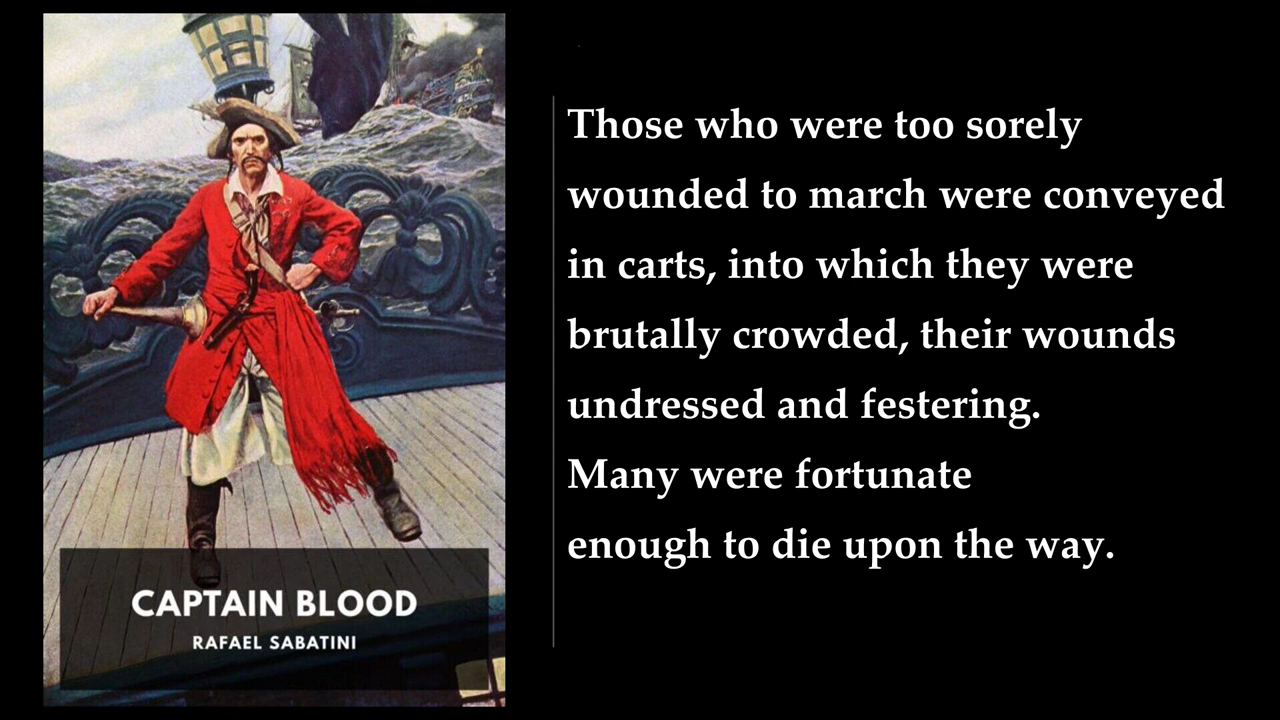 CAPTAIN BLOOD
RAFAEL SABATINI
Those who were too sorely
wounded to march were conveyed
in carts, into which they were
brutally crowded, their wounds
undressed and festering.
Many were fortunate
enough to die upon the way.